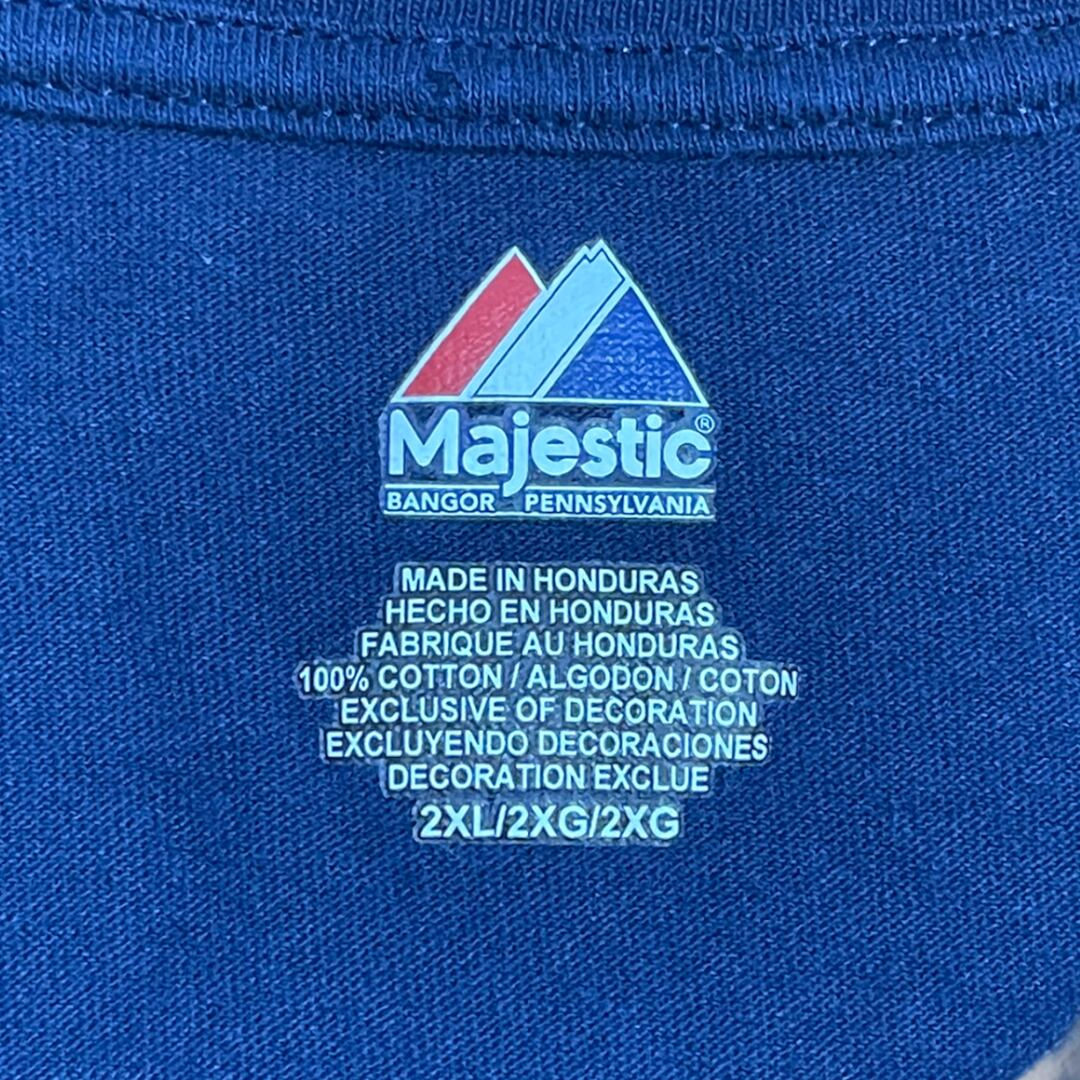 Majestic®
BANGOR PENNSYLVANIA
MADE IN HONDURAS
HECHO EN HONDURAS
FABRIQUE AU HONDURAS
100% COTTON / ALGODON / COTON
EXCLUSIVE OF DECORATION
EXCLUYENDO DECORACIONES
DECORATION EXCLUE
2XL/2XG/2XG